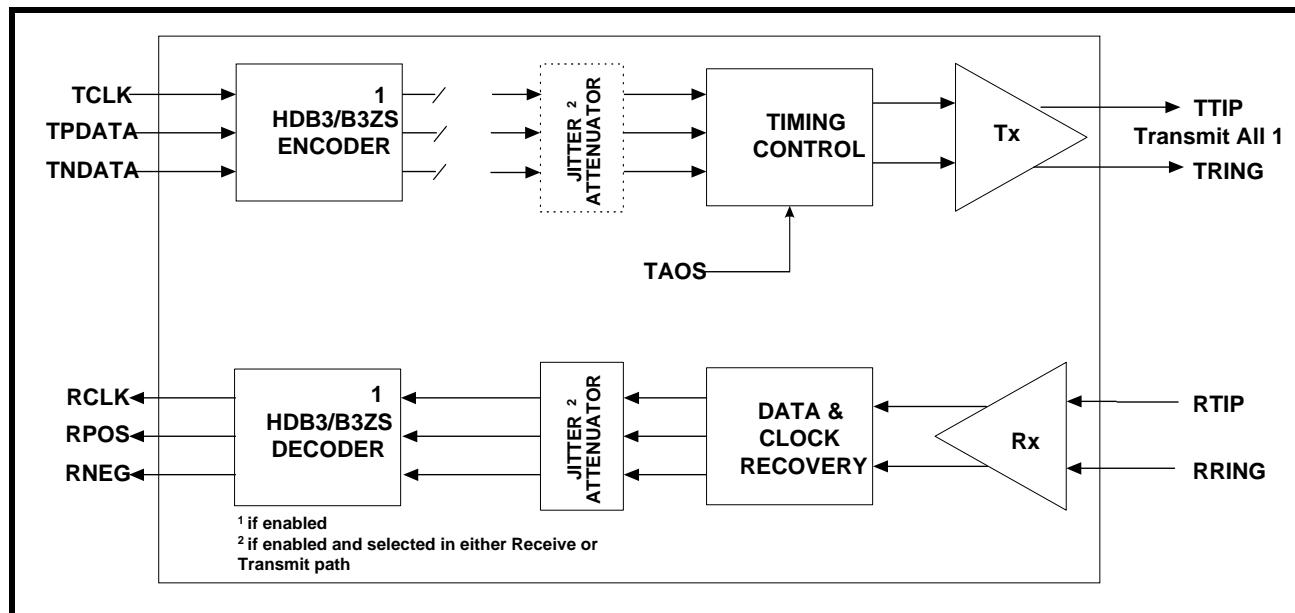 TCLK
TPDATA
TNDATA
1
HDB3/B3ZS
ENCODER
JITTER 2
ATTENUATOR
TIMING
CONTROL
Tx
TTIP
Transmit All 1
TRING
TAOS
RCLK
RPOS
RNEG
1
HDB3/B3ZS
DECODER
JITTER 2
ATTENUATOR
DATA &
CLOCK
RECOVERY
Rx
RTIP
RRING
1 if enabled
2 if enabled and selected in either Receive or
Transmit path